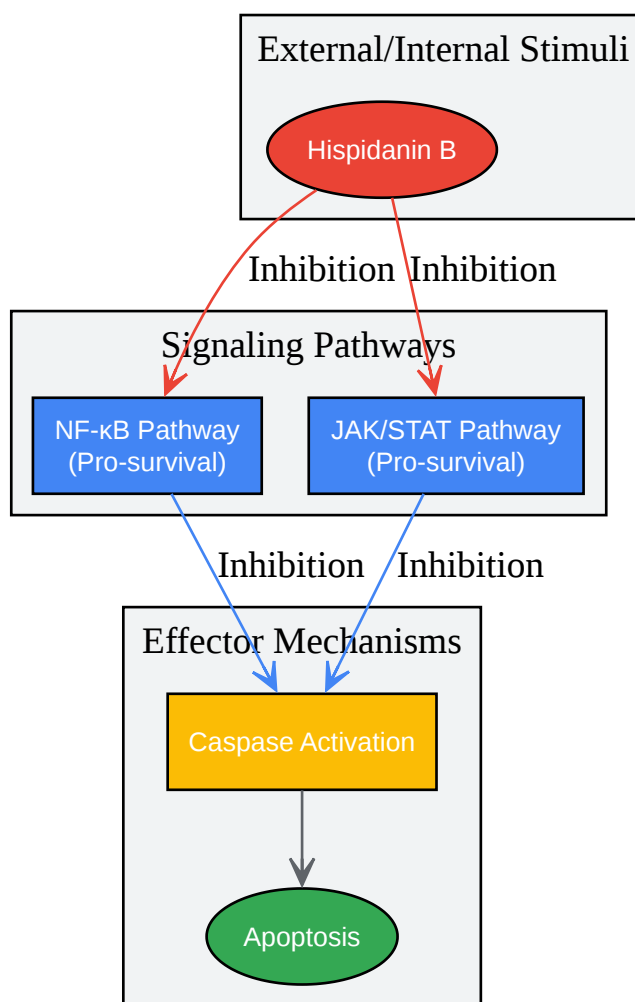 External/Internal Stimuli
Hispidanin B
Inhibition
Inhibition
Signaling Pathways
NF-κB Pathway
(Pro-survival)
JAK/STAT Pathway
(Pro-survival)
Inhibition
Inhibition
Effector Mechanisms
Caspase Activation
Apoptosis